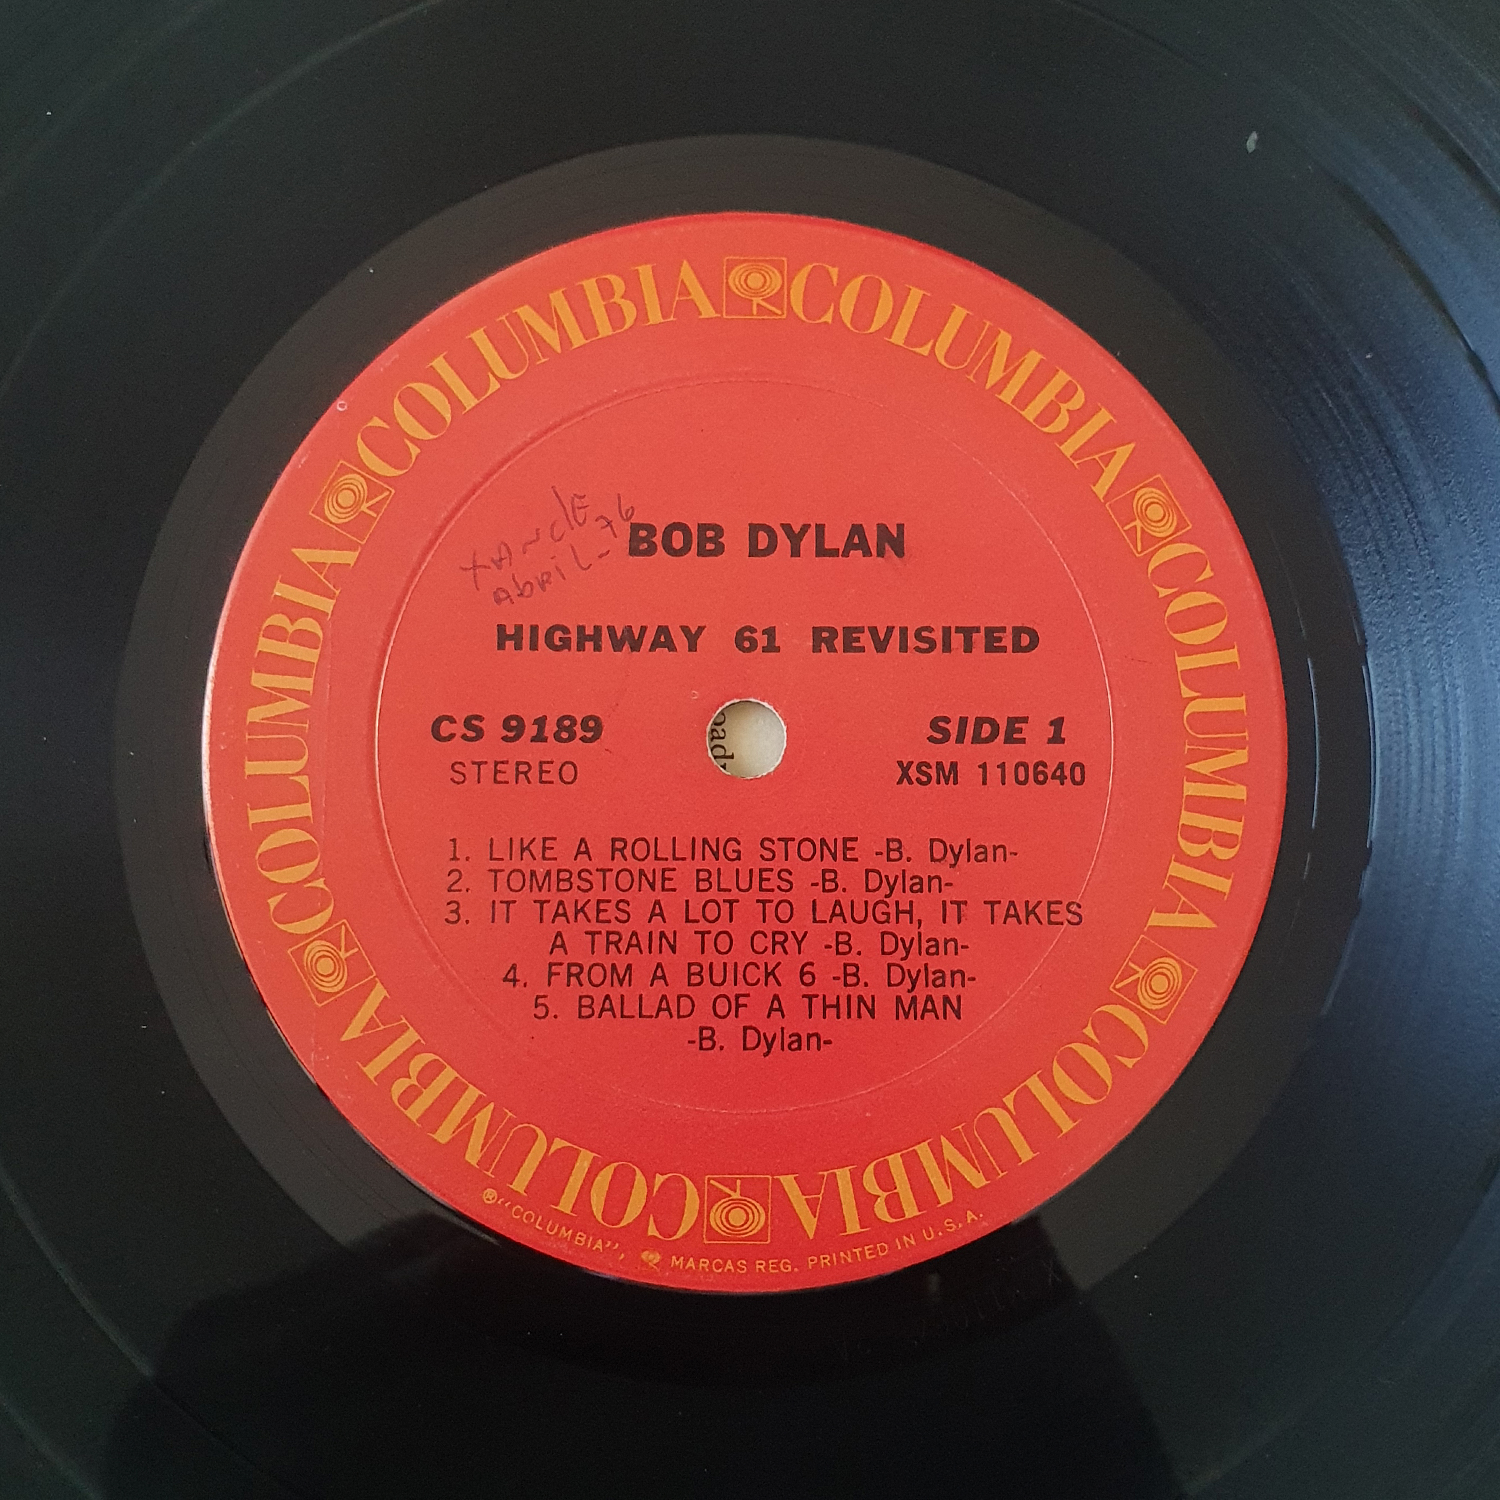 COLUMBIA COLUMBIA COLUMBIA COLUMBIA COLUMBIA COLUMBIA
XANdE
AbRiL-76
BOB DYLAN
HIGHWAY 61 REVISITED
CS 9189
STEREO
SIDE 1
XSM 110640
1. LIKE A ROLLING STONE -B. Dylan-
2. TOMBSTONE BLUES -B. Dylan-
3. IT TAKES A LOT TO LAUGH, IT TAKES
A TRAIN TO CRY -B. Dylan-
4. FROM A BUICK 6 -B. Dylan-
5. BALLAD OF A THIN MAN
-B. Dylan-
®"COLUMBIA", MARCAS REG. PRINTED IN U.S.A.